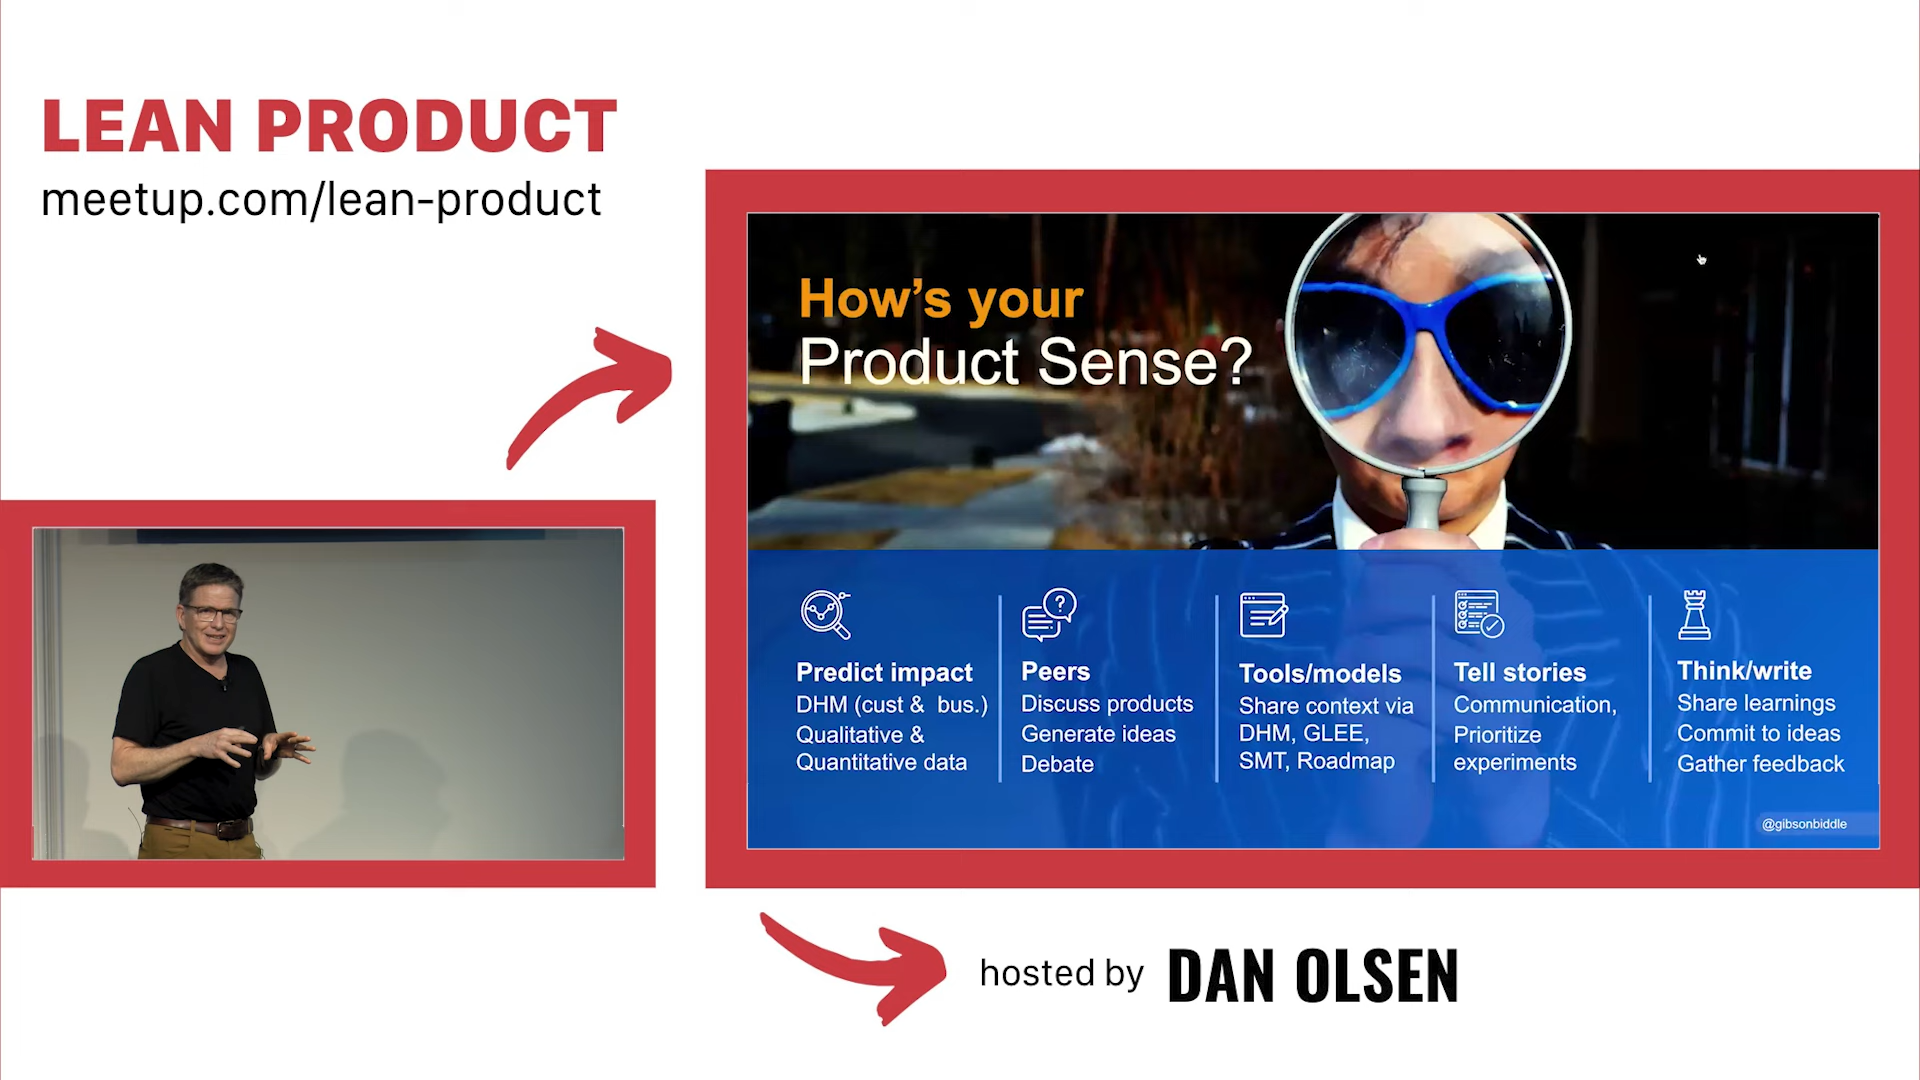 LEAN PRODUCT
meetup.com/lean-product
How's your
Product Sense?
Predict impact
DHM (cust & bus.)
Qualitative &
Quantitative data
Peers
Discuss products
Generate ideas
Debate
Tools/models
Share context via
DHM, GLEE,
SMT, Roadmap
Tell stories
Communication,
Prioritize
experiments
Think/write
Share learnings
Commit to ideas
Gather feedback
@gibsonbiddle
hosted by DAN OLSEN